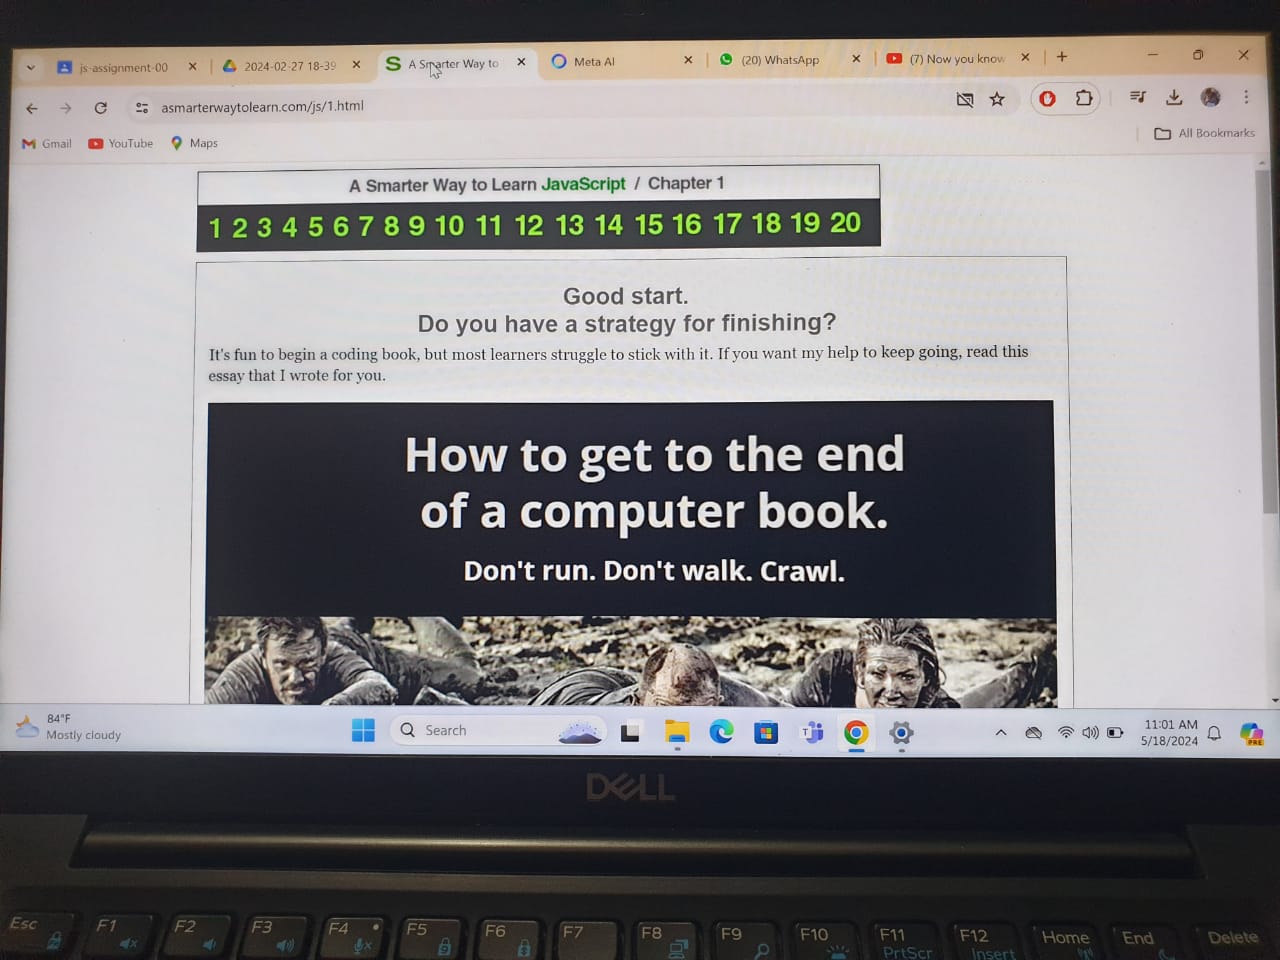 js-assignment-00
2024-02-27 18-39
A Smarter Way to
Meta AI
(20) WhatsApp
(7) Now you know
asmarterwaytolearn.com/js/1.html
Gmail
YouTube
Maps
All Bookmarks
A Smarter Way to Learn JavaScript / Chapter 1
1 2 3 4 5 6 7 8 9 10 11 12 13 14 15 16 17 18 19 20
Good start.
Do you have a strategy for finishing?
It's fun to begin a coding book, but most learners struggle to stick with it. If you want my help to keep going, read this
essay that I wrote for you.
How to get to the end
of a computer book.
Don't run. Don't walk. Crawl.
84°F
Mostly cloudy
Search
11:01 AM
5/18/2024
PRE
DELL
Esc F1 F2 F3 F4 F5 F6 F7 F8 F9 F10 F11 F12 Home End Delete
PrtScr Insert